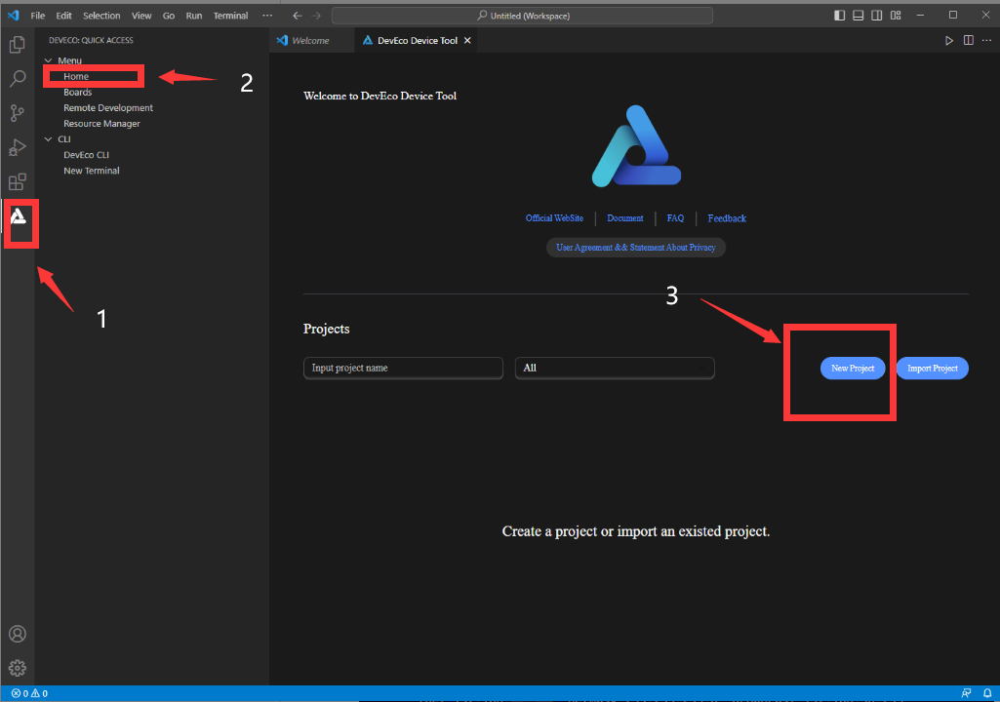 File Edit Selection View Go Run Terminal ··· Untitled (Workspace)
DEVECO: QUICK ACCESS
Welcome
DevEco Device Tool
Menu
Home
2
Boards
Remote Development
Resource Manager
CLI
DevEco CLI
New Terminal
1
Welcome to DevEco Device Tool
Official WebSite | Document | FAQ | Feedback
User Agreement && Statement About Privacy
3
Projects
Input project name
All
New Project
Import Project
Create a project or import an existed project.
0 0